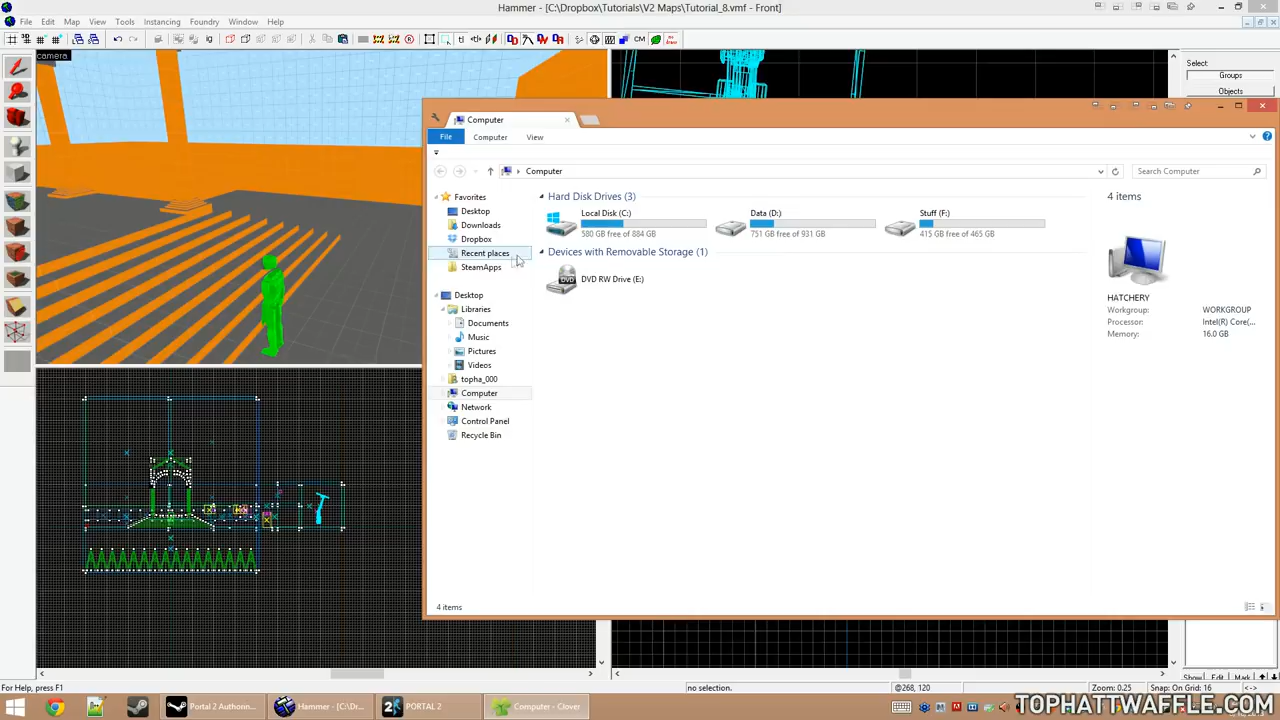 Hammer - [C:\Dropbox\Tutorials\V2 Maps\Tutorial_8.vmf - Front]
File Edit Map View Tools Instancing Foundry Window Help
camera
Select:
Groups
Objects
Computer
File Computer View
Computer
Search Computer
Favorites
Desktop
Downloads
Dropbox
Recent places
SteamApps
Desktop
Libraries
Documents
Music
Pictures
Videos
topha_000
Computer
Network
Control Panel
Recycle Bin
Hard Disk Drives (3)
Local Disk (C:)
580 GB free of 884 GB
Data (D:)
751 GB free of 931 GB
Stuff (F:)
415 GB free of 465 GB
Devices with Removable Storage (1)
DVD RW Drive (E:)
4 items
HATCHERY
Workgroup: WORKGROUP
Processor: Intel(R) Core(...
Memory: 16.0 GB
4 items
For Help, press F1
no selection.
@268, 120
Zoom: 0.25
Snap: On Grid: 16
<->
Show Edit Mark
Portal 2 Authorin...
Hammer - [C:\Dro...
PORTAL 2
Computer - Clover
TOPHATTWAFFLE.COM